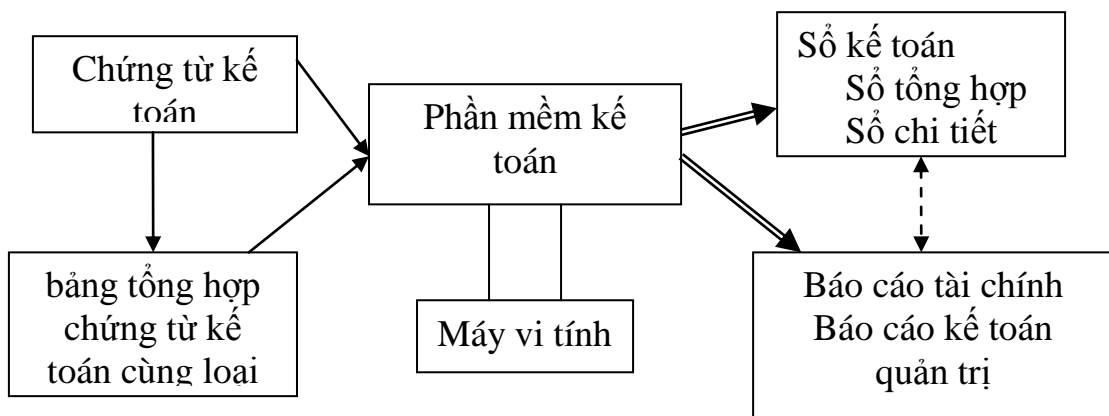 Chứng từ kế
toán
Phần mềm kế
toán
Sổ kế toán
Sổ tổng hợp
Sổ chi tiết
bảng tổng hợp
chứng từ kế
toán cùng loại
Máy vi tính
Báo cáo tài chính
Báo cáo kế toán
quản trị